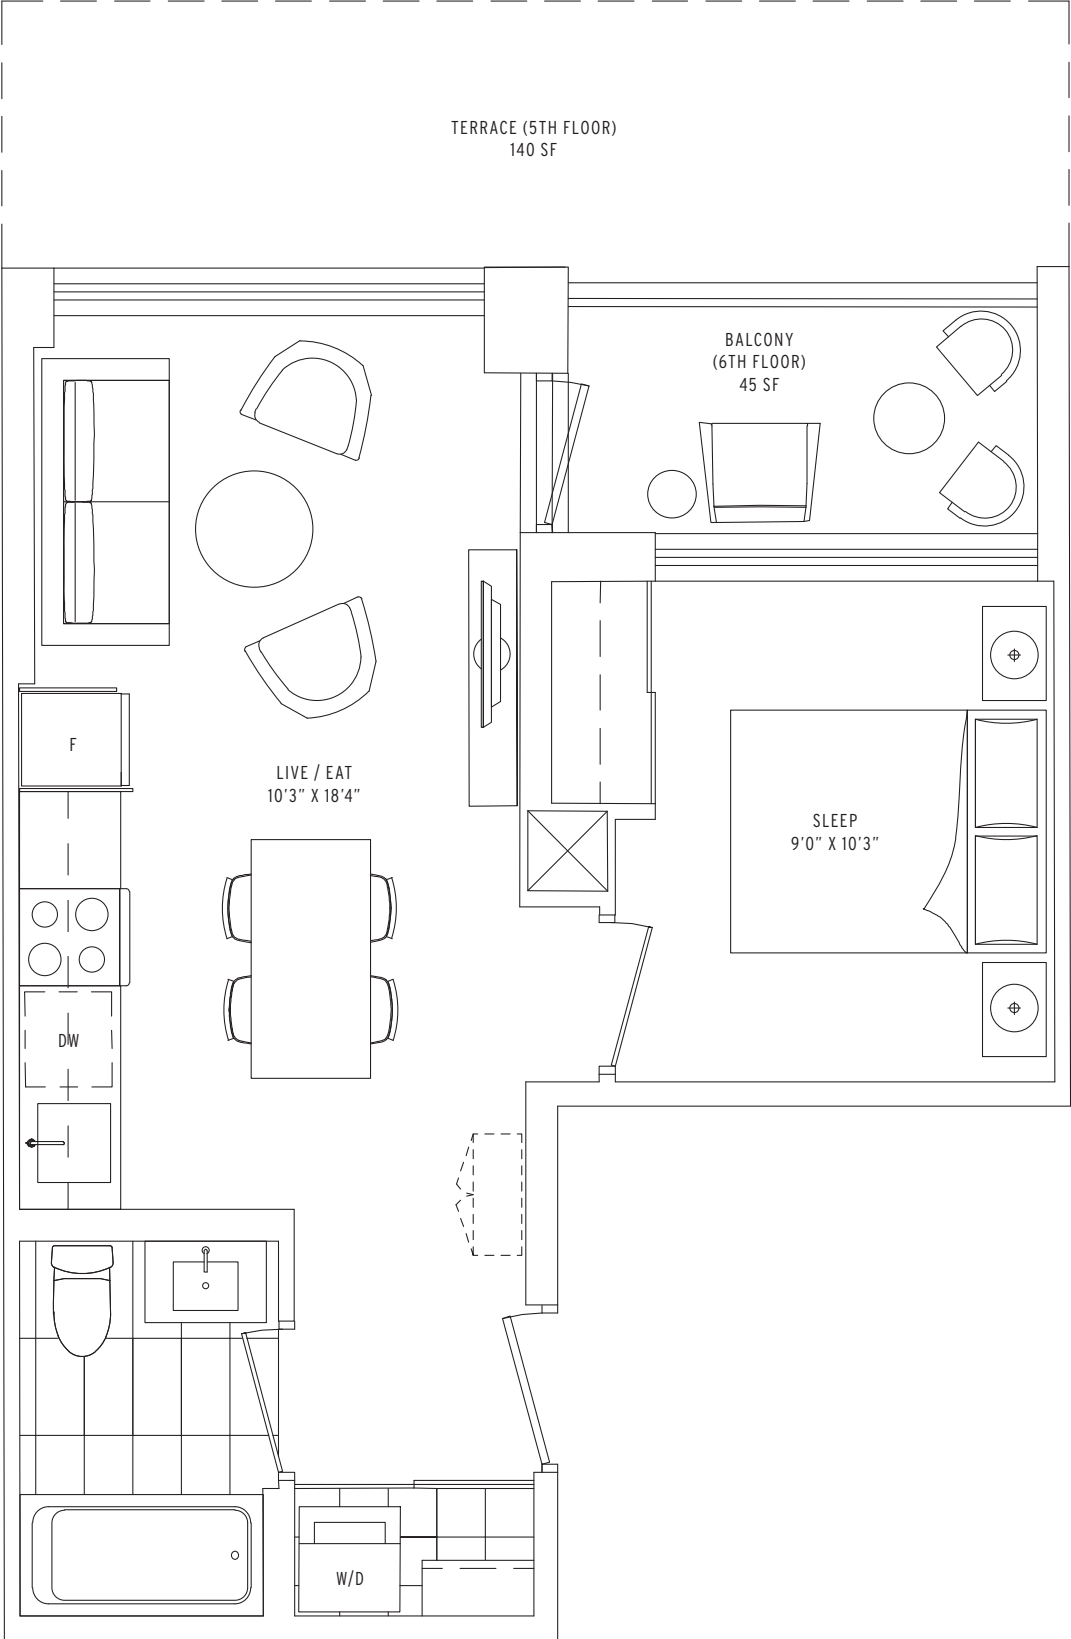 TERRACE (5TH FLOOR)
140 SF
BALCONY
(6TH FLOOR)
45 SF
F
LIVE / EAT
10'3" X 18'4"
SLEEP
9'0" X 10'3"
DW
W/D